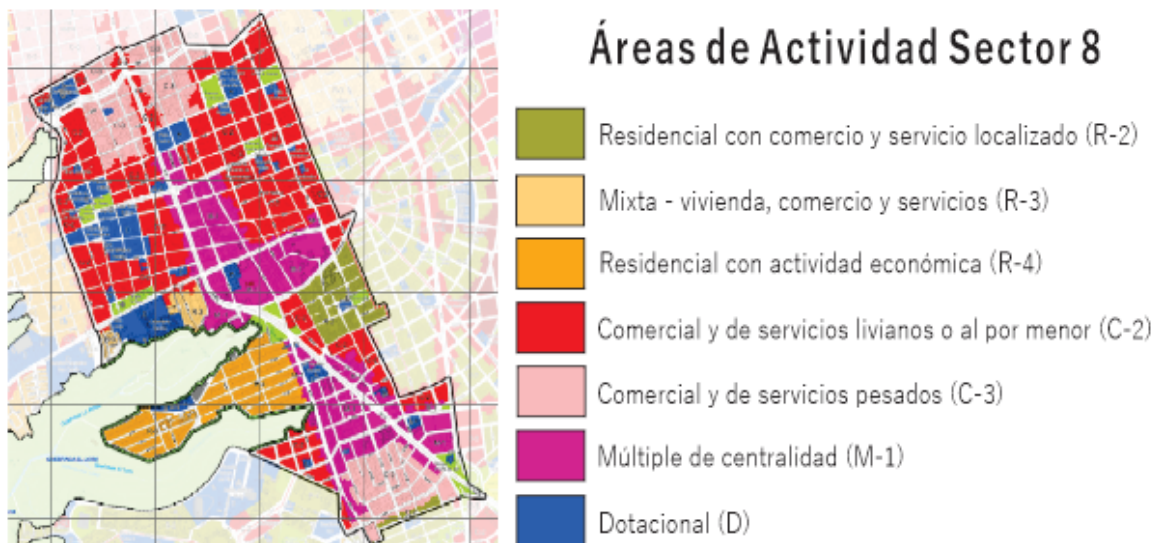 Áreas de Actividad Sector 8
Residencial con comercio y servicio localizado (R-2)
Mixta - vivienda, comercio y servicios (R-3)
Residencial con actividad económica (R-4)
Comercial y de servicios livianos o al por menor (C-2)
Comercial y de servicios pesados (C-3)
Múltiple de centralidad (M-1)
Dotacional (D)